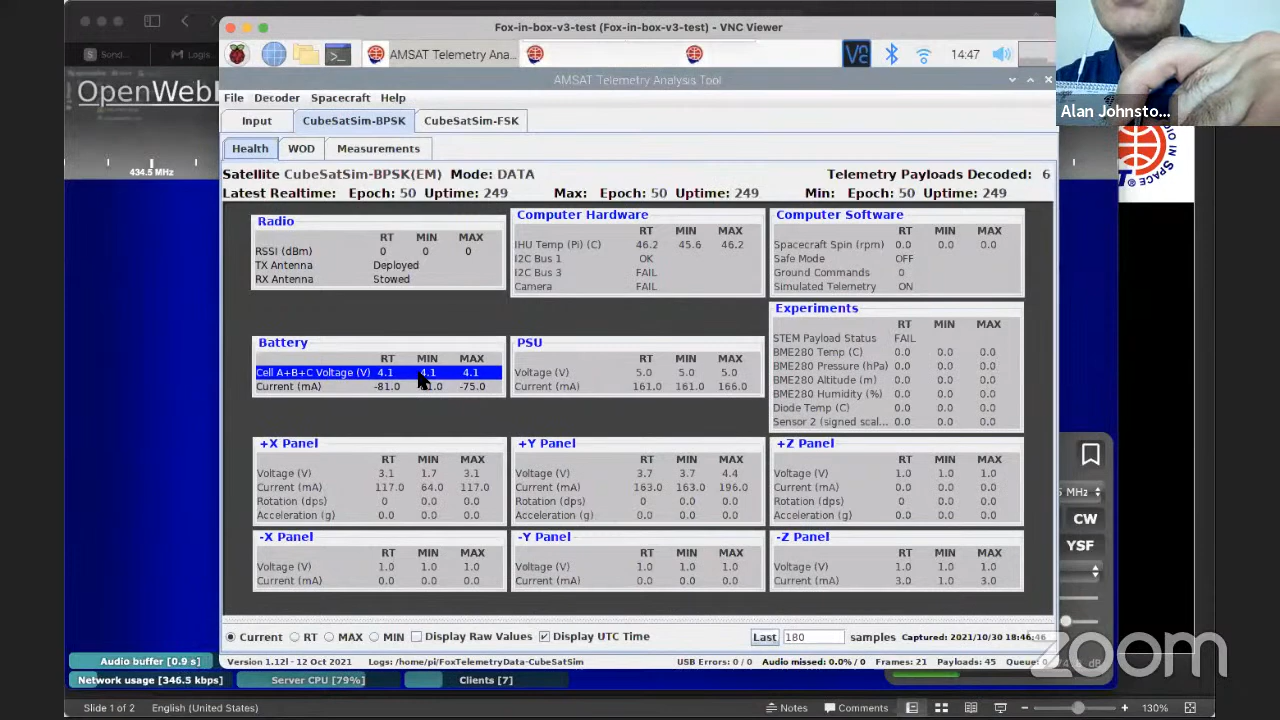 Fox-in-box-v3-test (Fox-in-box-v3-test) - VNC Viewer
Alan Johnsto...
Sond...
Login
AMSAT Telemetry Ana...
14:47
OpenWebR
AMSAT Telemetry Analysis Tool
File Decoder Spacecraft Help
Input CubeSatSim-BPSK CubeSatSim-FSK
Health WOD Measurements
434.5 MHz
Satellite CubeSatSim-BPSK(EM) Mode: DATA Telemetry Payloads Decoded: 6
Latest Realtime: Epoch: 50 Uptime: 249 Max: Epoch: 50 Uptime: 249 Min: Epoch: 50 Uptime: 249
Radio
RT MIN MAX
RSSI (dBm) 0 0 0
TX Antenna Deployed
RX Antenna Stowed
Computer Hardware
RT MIN MAX
IHU Temp (Pi) (C) 46.2 45.6 46.2
I2C Bus 1 OK
I2C Bus 3 FAIL
Camera FAIL
Computer Software
RT MIN MAX
Spacecraft Spin (rpm) 0.0 0.0 0.0
Safe Mode OFF
Ground Commands 0
Simulated Telemetry ON
Battery
RT MIN MAX
Cell A+B+C Voltage (V) 4.1 4.1 4.1
Current (mA) -81.0 -75.0
PSU
RT MIN MAX
Voltage (V) 5.0 5.0 5.0
Current (mA) 161.0 161.0 166.0
Experiments
RT MIN MAX
STEM Payload Status FAIL
BME280 Temp (C) 0.0 0.0 0.0
BME280 Pressure (hPa) 0.0 0.0 0.0
BME280 Altitude (m) 0.0 0.0 0.0
BME280 Humidity (%) 0.0 0.0 0.0
Diode Temp (C) 0.0 0.0 0.0
Sensor 2 (signed scal... 0.0 0.0 0.0
+X Panel
RT MIN MAX
Voltage (V) 3.1 1.7 3.1
Current (mA) 117.0 64.0 117.0
Rotation (dps) 0 0.0 0.0
Acceleration (g) 0.0 0.0 0.0
+Y Panel
RT MIN MAX
Voltage (V) 3.7 3.7 4.4
Current (mA) 163.0 163.0 196.0
Rotation (dps) 0 0.0 0.0
Acceleration (g) 0.0 0.0 0.0
+Z Panel
RT MIN MAX
Voltage (V) 1.0 1.0 1.0
Current (mA) 0.0 0.0 0.0
Rotation (dps) 0 0.0 0.0
Acceleration (g) 0.0 0.0 0.0
-X Panel
RT MIN MAX
Voltage (V) 1.0 1.0 1.0
Current (mA) 0.0 0.0 0.0
-Y Panel
RT MIN MAX
Voltage (V) 1.0 1.0 1.0
Current (mA) 0.0 0.0 0.0
-Z Panel
RT MIN MAX
Voltage (V) 1.0 1.0 1.0
Current (mA) 3.0 1.0 3.0
IN SPACE
T ®
MHz
CW
YSF
Current RT MAX MIN Display Raw Values Display UTC Time Last 180 samples Captured: 2021/10/30 18:46:46
Version 1.12l - 12 Oct 2021 Logs: /home/pi/FoxTelemetryData-CubeSatSim USB Errors: 0 / 0 Audio missed: 0.0% / 0 Frames: 21 Payloads: 45 Queue:
zoom
dB
Audio buffer [0.9 s]
Network usage [346.5 kbps] Server CPU [79%] Clients [7]
Slide 1 of 2 English (United States) Notes Comments 130%